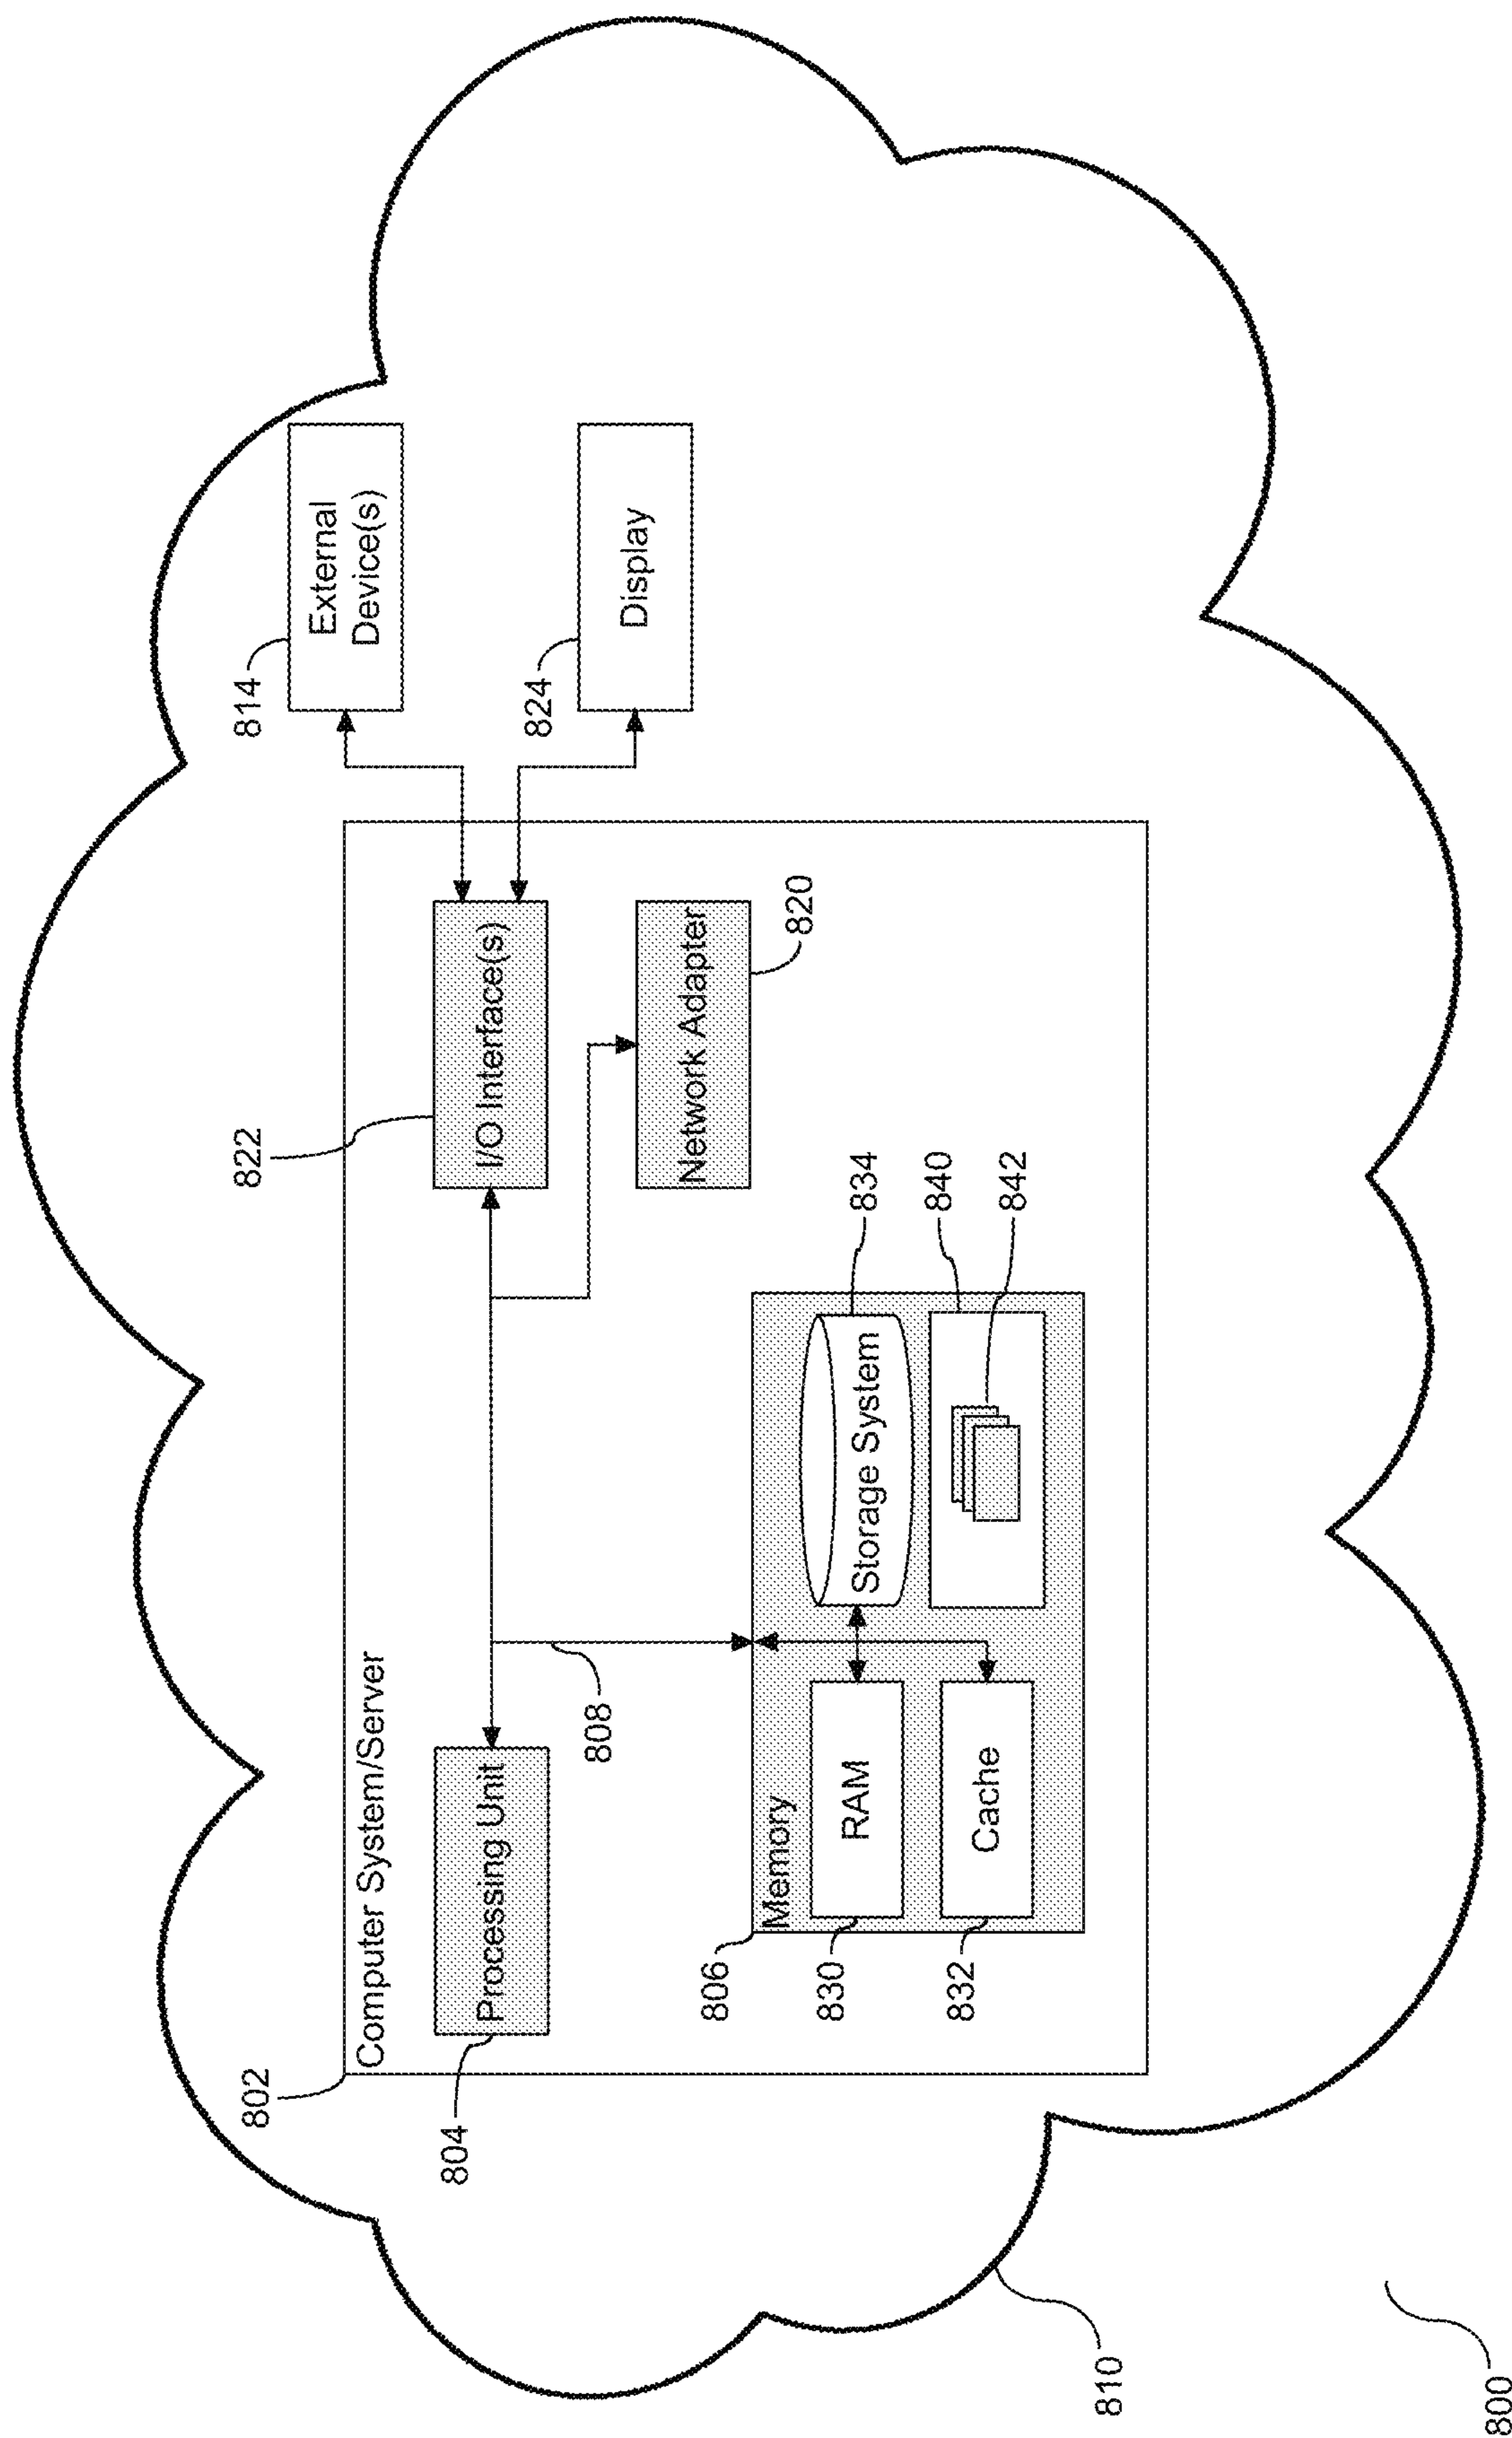 802
Computer System/Server
822
814
External
Device(s)
804
Processing Unit
I/O Interface(s)
824
Display
808
806
Memory
Network Adapter
820
830
RAM
Storage System
834
832
Cache
840
842
810
800